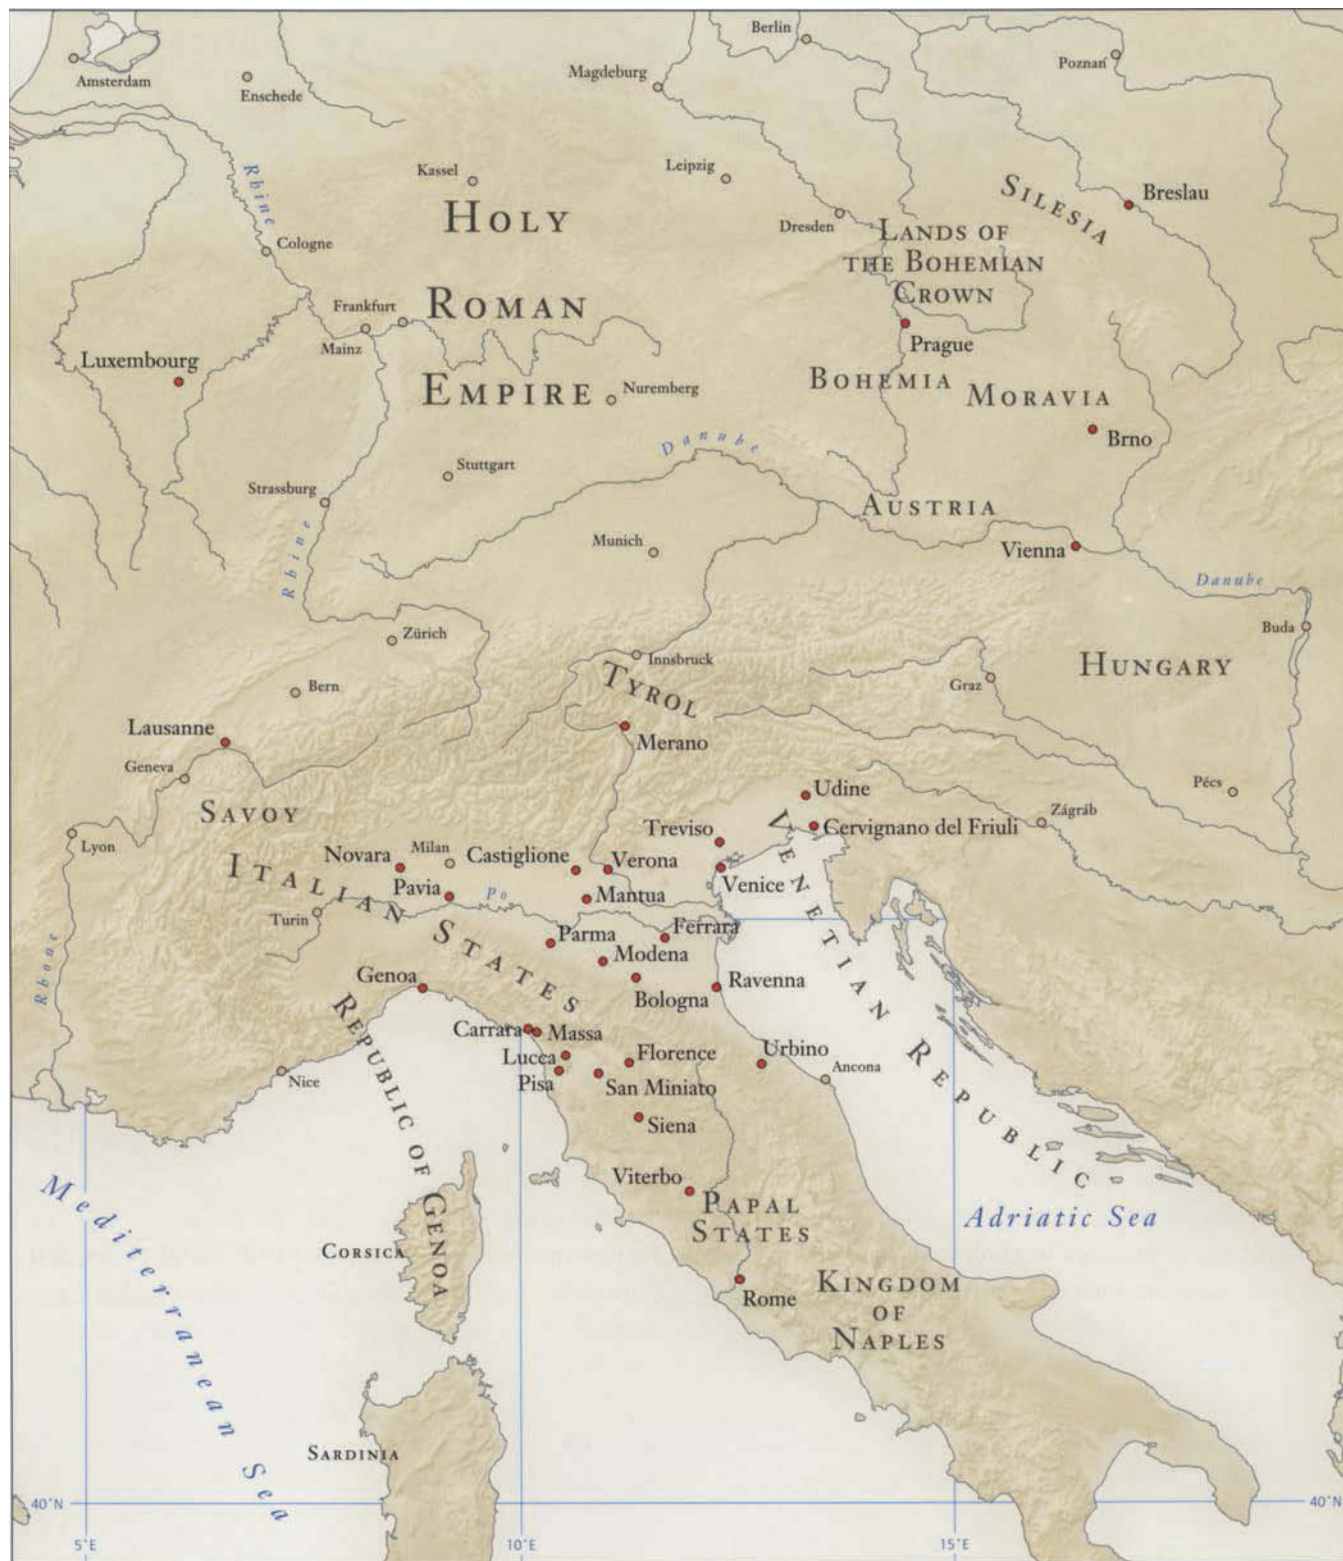 Berlin
Poznan
Amsterdam
Enschede
Magdeburg
Rhine
Kassel
Leipzig
SILESIA
Breslau
HOLY
Cologne
Dresden
LANDS OF
THE BOHEMIAN
CROWN
Frankfurt
ROMAN
Mainz
Prague
Luxembourg
EMPIRE
Nuremberg
BOHEMIA
MORAVIA
Brno
Danube
Stuttgart
Strassburg
AUSTRIA
Rhine
Munich
Vienna
Danube
Zürich
Buda
Innsbruck
HUNGARY
Bern
TYROL
Graz
Lausanne
Merano
Geneva
Udine
Pécs
SAVOY
Treviso
Cervignano del Friuli
Zágráb
Lyon
Novara
Milan
Castiglione
Verona
ITALIAN STATES
Pavia
Po
Mantua
Venice
VENETIAN REPUBLIC
Turin
Parma
Ferrara
Modena
Rhone
Genoa
Bologna
Ravenna
REPUBLIC OF GENOA
Carrara
Massa
Lucca
Florence
Urbino
Ancona
Nice
Pisa
San Miniato
Siena
Viterbo
Mediterranean Sea
PAPAL
STATES
Adriatic Sea
CORSICA
Rome
KINGDOM
OF
NAPLES
SARDINIA
40°N
40°N
5°E
10°E
15°E